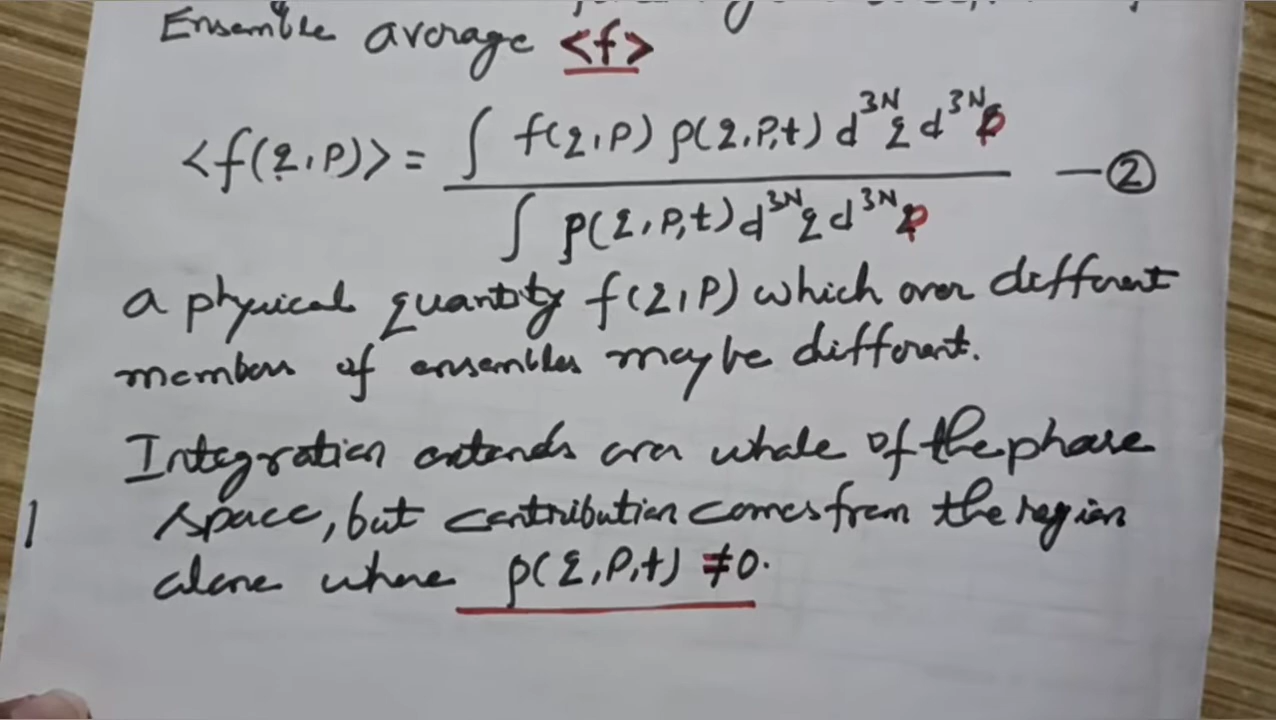 Ensemble average <f>
<f(q,p)> = ∫ f(q,p) ρ(q,p,t) d^3N q d^3N p / ∫ ρ(q,p,t) d^3N q d^3N p — ②
a physical quantity f(q,p) which over different
members of ensembles may be different.
Integration extends over whole of the phase
space, but contribution comes from the region
alone where ρ(q,p,t) ≠ 0.